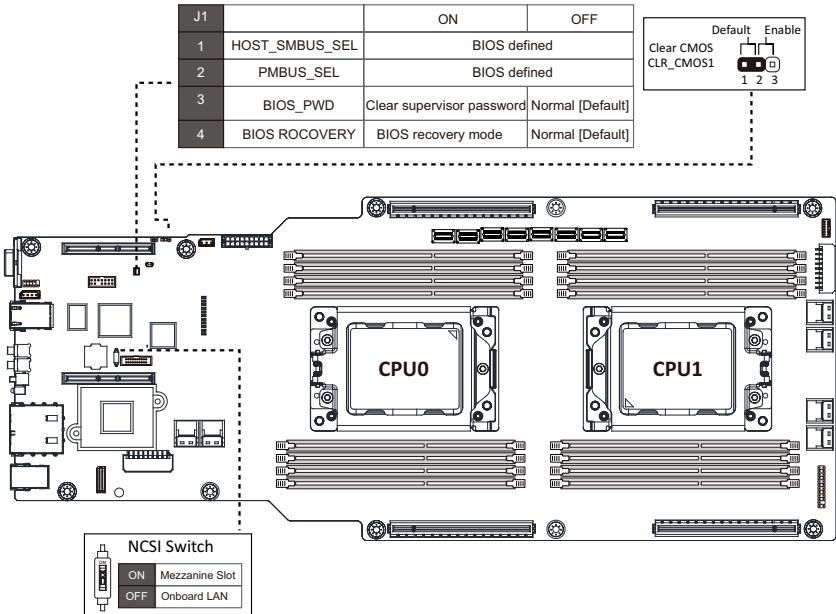 J1 ON OFF
1 HOST_SMBUS_SEL BIOS defined
2 PMBUS_SEL BIOS defined
3 BIOS_PWD Clear supervisor password Normal [Default]
4 BIOS ROCOVERY BIOS recovery mode Normal [Default]
Default Enable
Clear CMOS
CLR_CMOS1
1 2 3
CPU0
CPU1
NCSI Switch
ON
ON Mezzanine Slot
OFF Onboard LAN